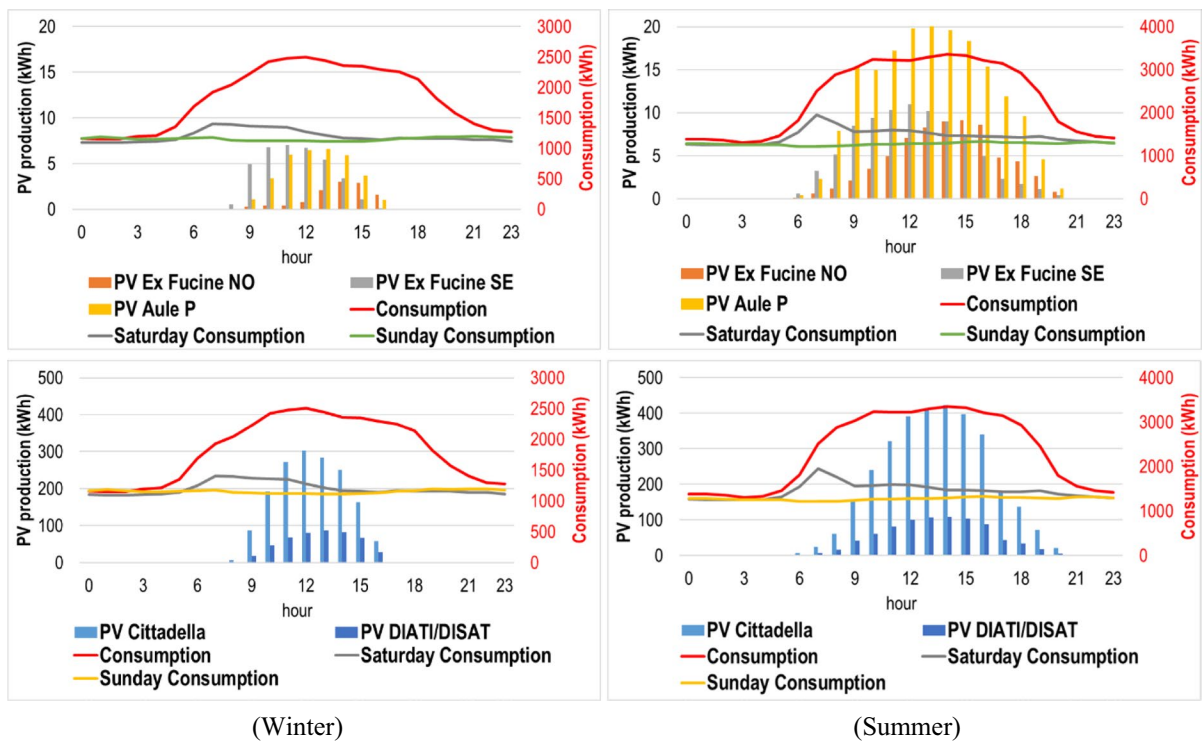 PV production (kWh)
20
15
10
5
0
3000
2500
2000
1500
1000
500
0
Consumption (kWh)
0 3 6 9 12 15 18 21 23
hour
PV Ex Fucine NO PV Ex Fucine SE
PV Aule P Consumption
Saturday Consumption Sunday Consumption
PV production (kWh)
20
15
10
5
0
4000
3000
2000
1000
0
Consumption (kWh)
0 3 6 9 12 15 18 21 23
hour
PV Ex Fucine NO PV Ex Fucine SE
PV Aule P Consumption
Saturday Consumption Sunday Consumption
PV production (kWh)
500
400
300
200
100
0
3000
2500
2000
1500
1000
500
0
Consumption (kWh)
0 3 6 9 12 15 18 21 23
hour
PV Cittadella PV DIATI/DISAT
Consumption Saturday Consumption
Sunday Consumption
PV production (kWh)
500
400
300
200
100
0
4000
3000
2000
1000
0
Consumption (kWh)
0 3 6 9 12 15 18 21 23
hour
PV Cittadella PV DIATI/DISAT
Consumption Saturday Consumption
Sunday Consumption
(Winter) (Summer)